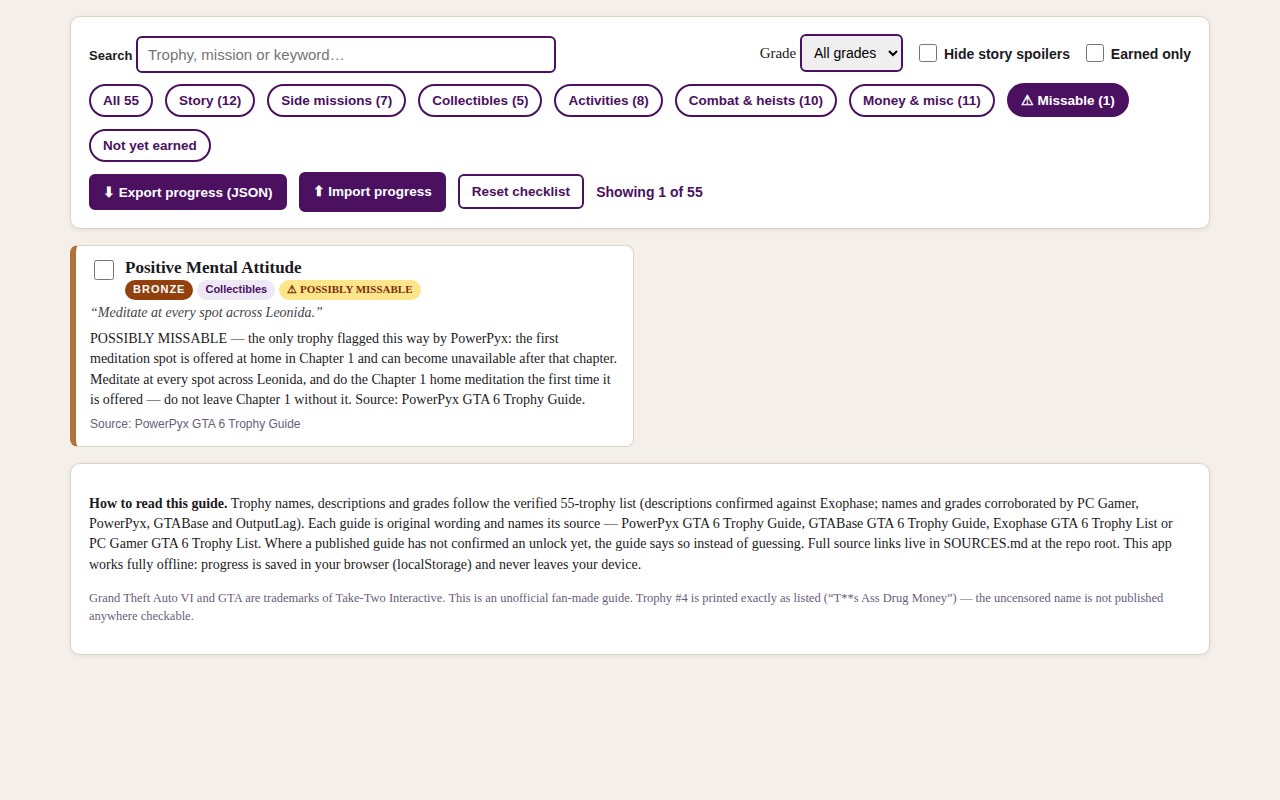 Search Trophy, mission or keyword… Grade All grades Hide story spoilers Earned only
All 55 Story (12) Side missions (7) Collectibles (5) Activities (8) Combat & heists (10) Money & misc (11) ⚠ Missable (1)
Not yet earned
⬇ Export progress (JSON) ⬆ Import progress Reset checklist Showing 1 of 55
Positive Mental Attitude
BRONZE Collectibles ⚠ POSSIBLY MISSABLE
“Meditate at every spot across Leonida.”
POSSIBLY MISSABLE — the only trophy flagged this way by PowerPyx: the first
meditation spot is offered at home in Chapter 1 and can become unavailable after that chapter.
Meditate at every spot across Leonida, and do the Chapter 1 home meditation the first time it
is offered — do not leave Chapter 1 without it. Source: PowerPyx GTA 6 Trophy Guide.
Source: PowerPyx GTA 6 Trophy Guide
How to read this guide. Trophy names, descriptions and grades follow the verified 55-trophy list (descriptions confirmed against Exophase; names and grades corroborated by PC Gamer,
PowerPyx, GTABase and OutputLag). Each guide is original wording and names its source — PowerPyx GTA 6 Trophy Guide, GTABase GTA 6 Trophy Guide, Exophase GTA 6 Trophy List or
PC Gamer GTA 6 Trophy List. Where a published guide has not confirmed an unlock yet, the guide says so instead of guessing. Full source links live in SOURCES.md at the repo root. This app
works fully offline: progress is saved in your browser (localStorage) and never leaves your device.
Grand Theft Auto VI and GTA are trademarks of Take-Two Interactive. This is an unofficial fan-made guide. Trophy #4 is printed exactly as listed (“T**s Ass Drug Money”) — the uncensored name is not published
anywhere checkable.